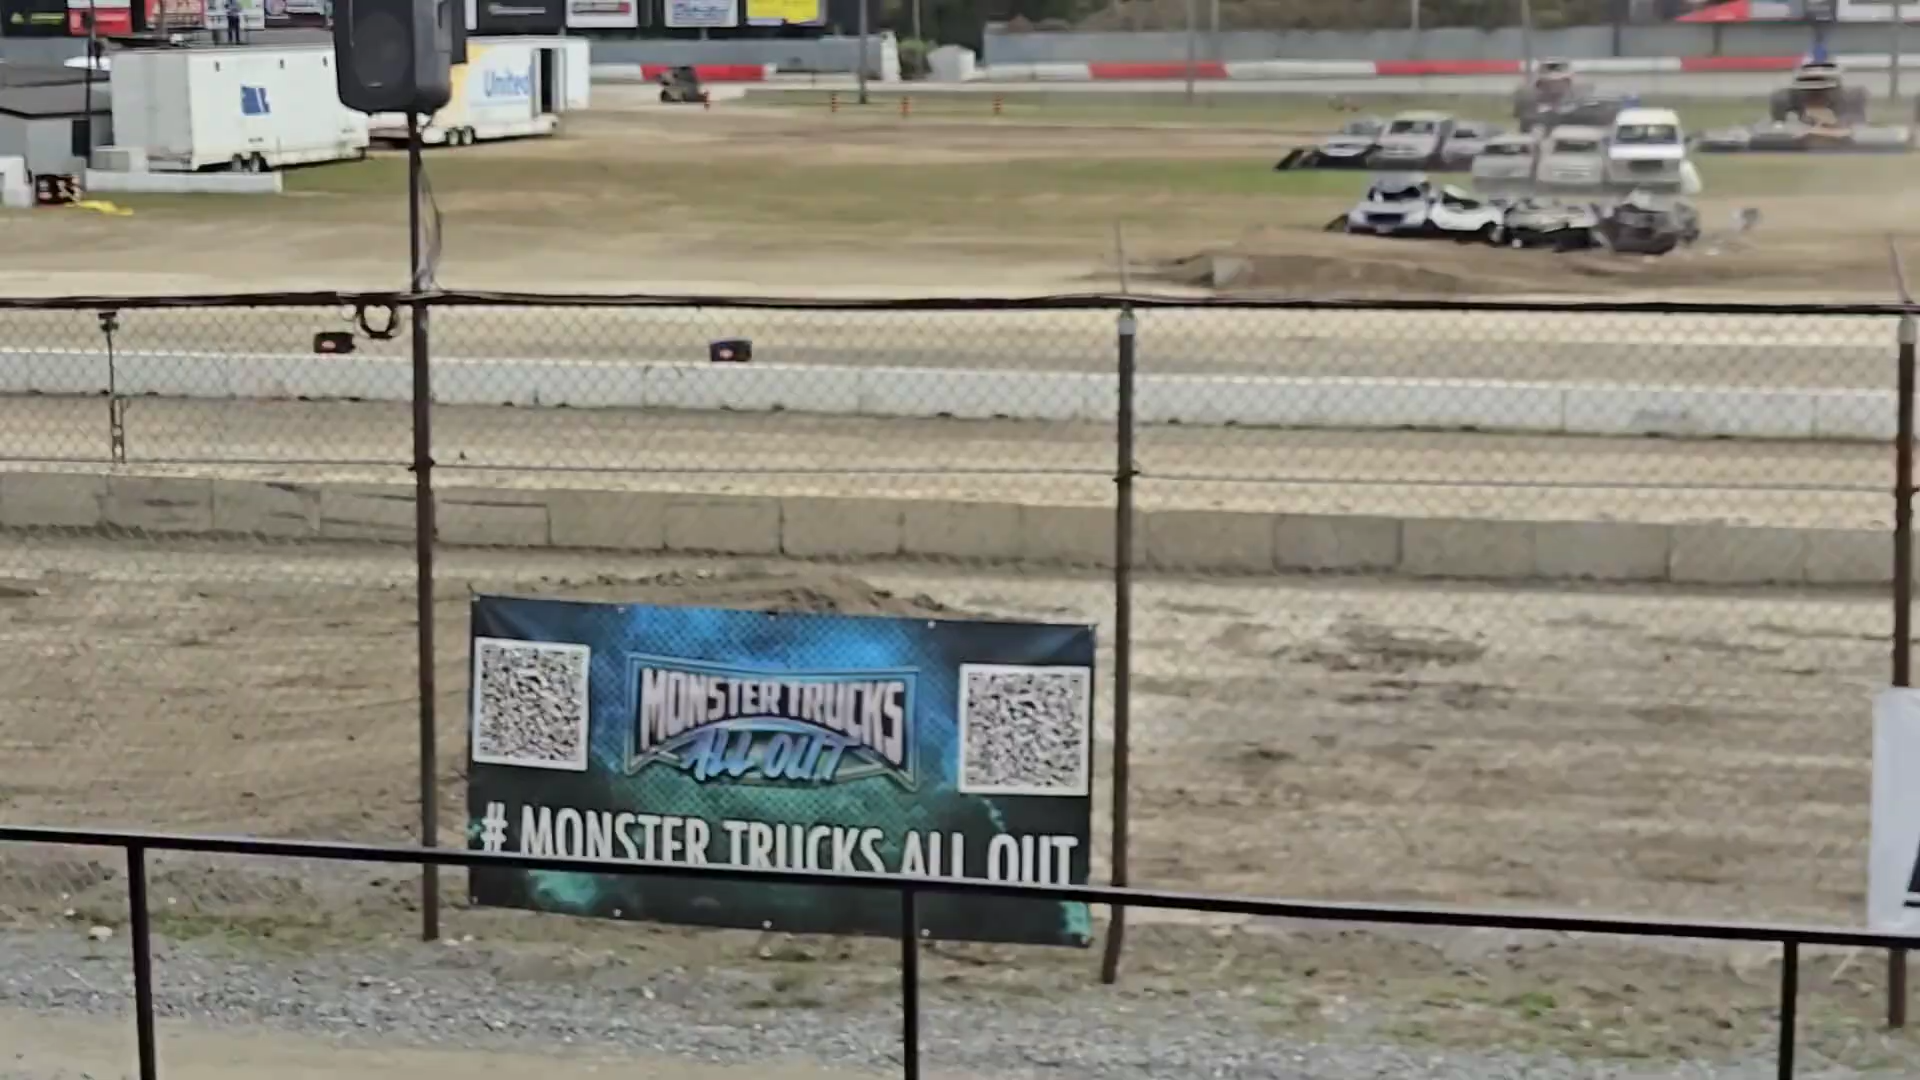 United
MONSTER TRUCKS
ALL OUT
# MONSTER TRUCKS ALL OUT